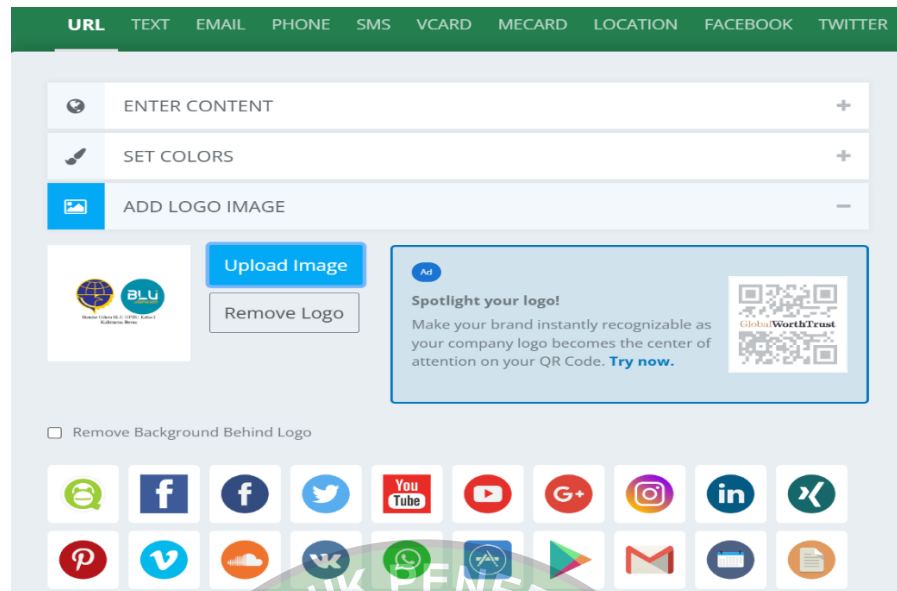 URL TEXT EMAIL PHONE SMS VCARD MECARD LOCATION FACEBOOK TWITTER
ENTER CONTENT
SET COLORS
ADD LOGO IMAGE
BLU
Upload Image
Remove Logo
Ad
Spotlight your logo!
Make your brand instantly recognizable as
your company logo becomes the center of
attention on your QR Code. Try now.
GlobalWorthTrust
Remove Background Behind Logo
You
Tube
G+
in
UK PENE